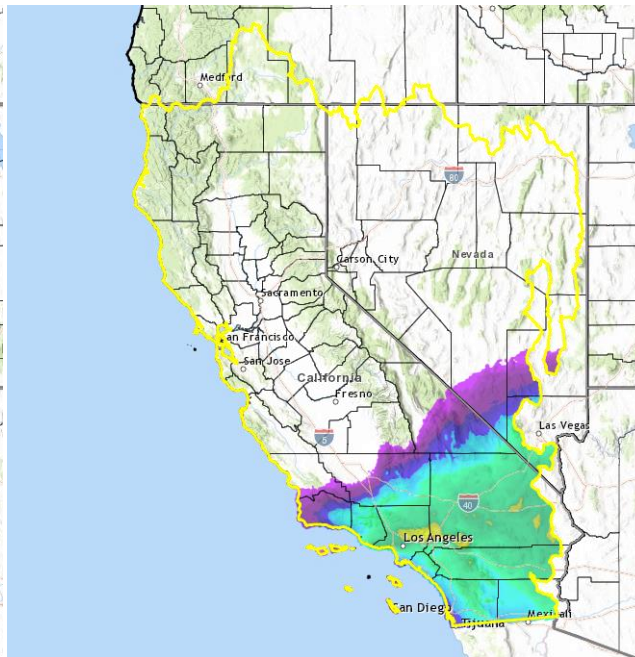 Medford
80
Nevada
Carson City
Sacramento
San Francisco
San Jose
California
Fresno
5
Las Vegas
40
Los Angeles
San Diego
Mexicali
Tijuana